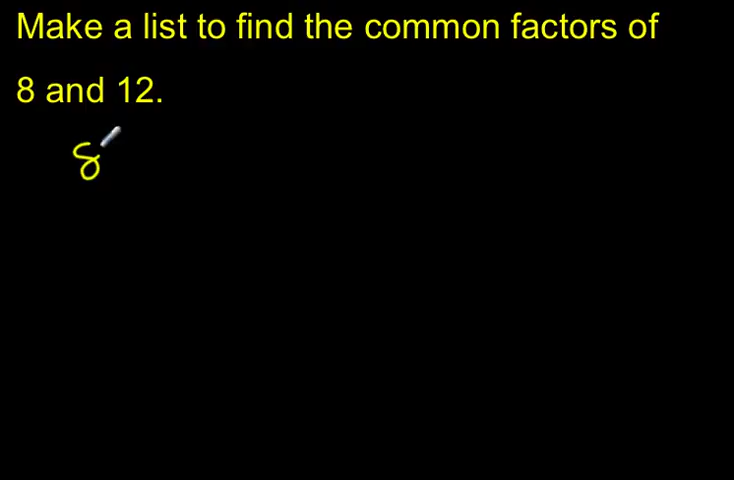 Make a list to find the common factors of
8 and 12.
8